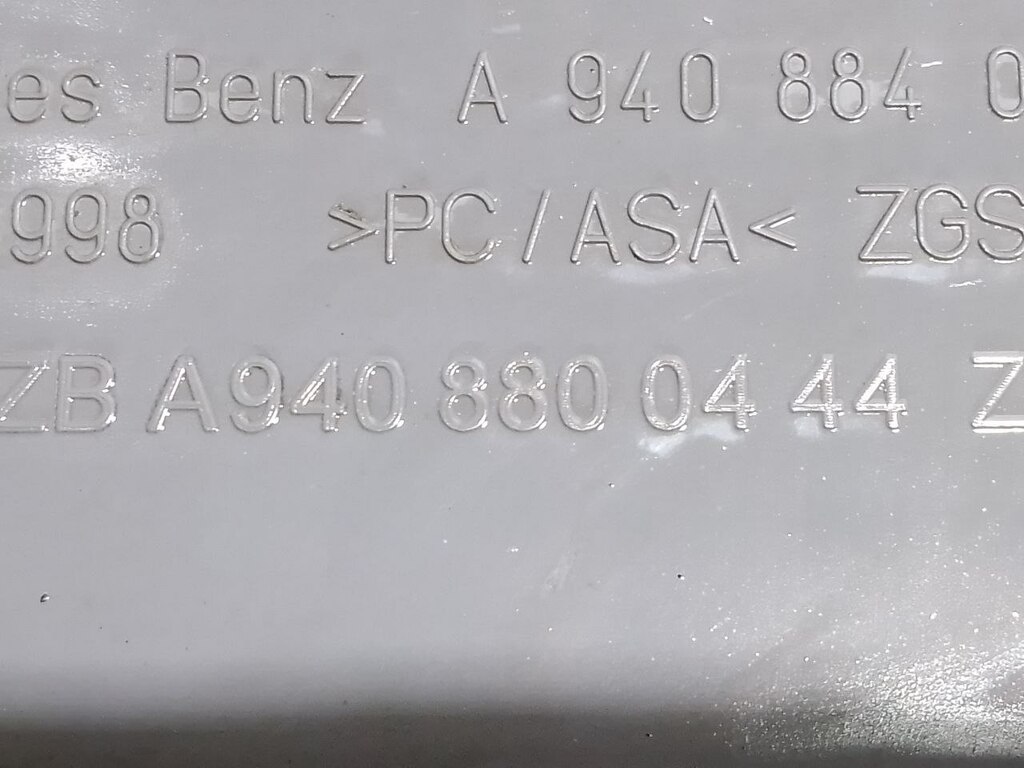 es Benz A 940 884 0
998 >PC/ASA< ZGS
ZB A940 880 04 44 Z